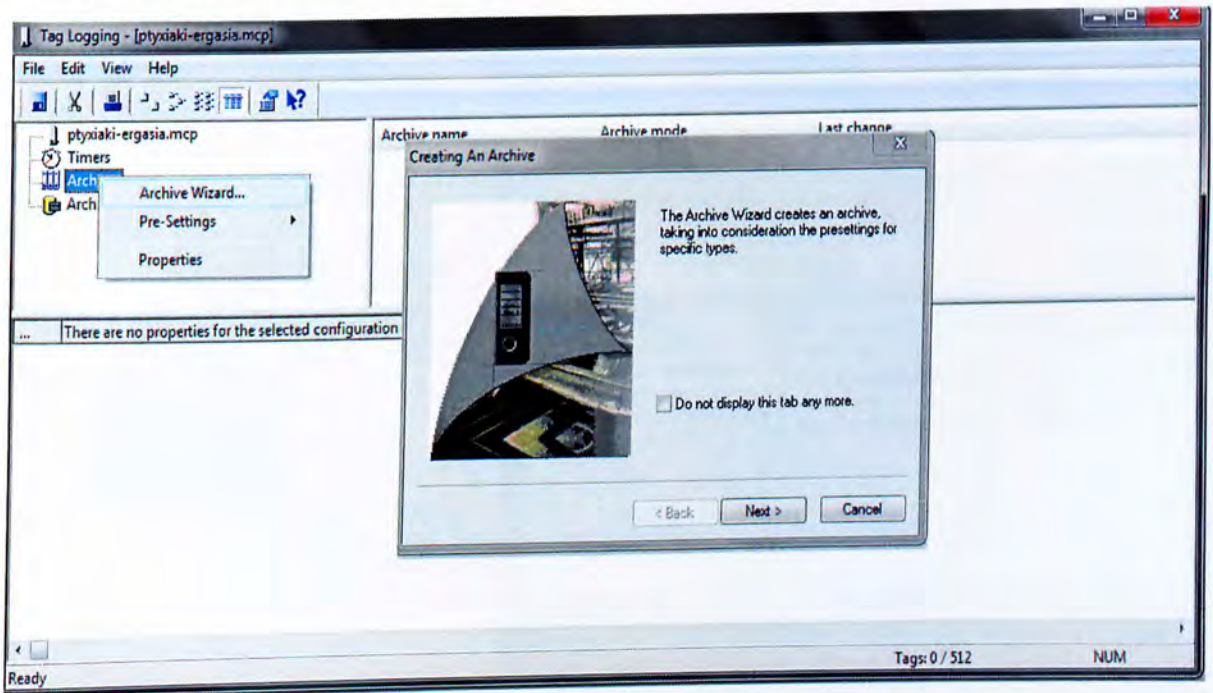 Tag Logging - [ptyxiaki-ergasia.mcp]
File Edit View Help
ptyxiaki-ergasia.mcp
Timers
Arch
Arch
Archive Wizard...
Pre-Settings
Properties
Archive name Archive mode Last change
Creating An Archive
The Archive Wizard creates an archive,
taking into consideration the presettings for
specific types.
Do not display this tab any more.
< Back Next > Cancel
... There are no properties for the selected configuration
Tags: 0 / 512 NUM
Ready